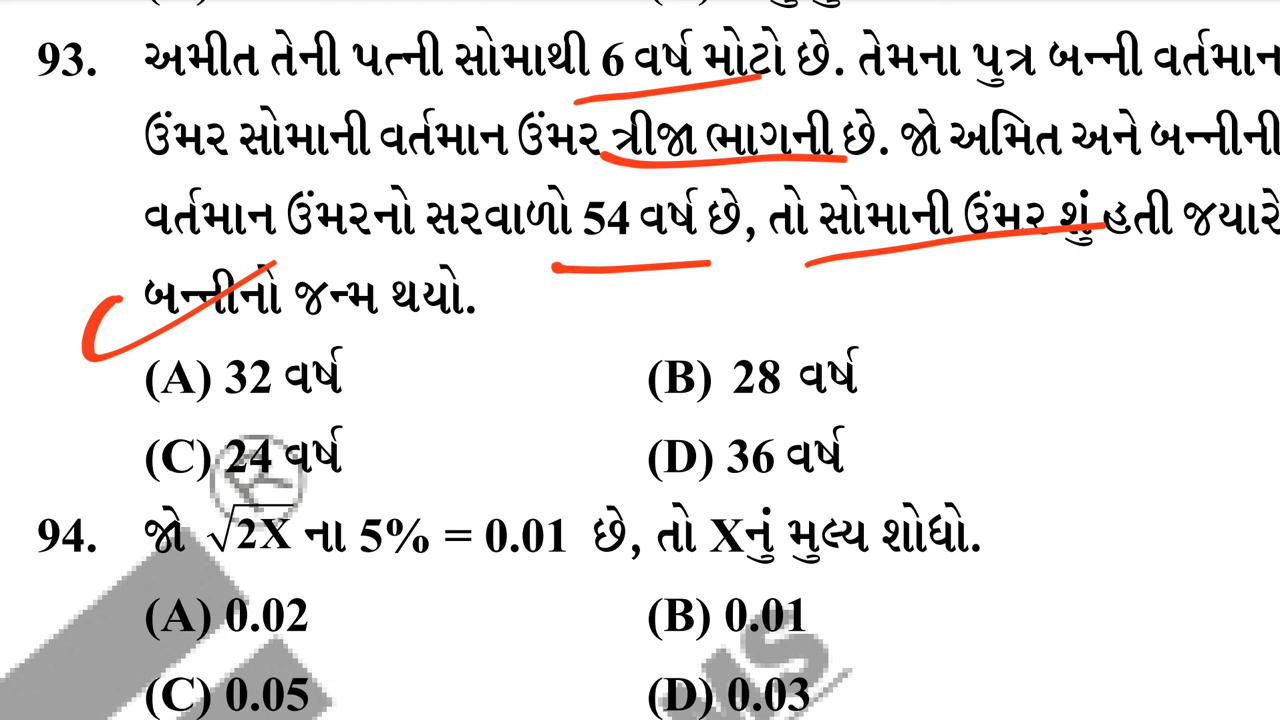 93. અમીત તેની પત્ની સોમાથી 6 વર્ષ મોટો છે. તેમના પુત્ર બન્ની વર્તમાન
ઉંમર સોમાની વર્તમાન ઉંમર ત્રીજા ભાગની છે. જો અમિત અને બન્નીની
વર્તમાન ઉંમરનો સરવાળો 54 વર્ષ છે, તો સોમાની ઉંમર શું હતી જયારે
બન્નીનો જન્મ થયો.
(A) 32 વર્ષ (B) 28 વર્ષ
(C) 24 વર્ષ (D) 36 વર્ષ
94. જો √2X ના 5% = 0.01 છે, તો Xનું મુલ્ય શોધો.
(A) 0.02 (B) 0.01
(C) 0.05 (D) 0.03